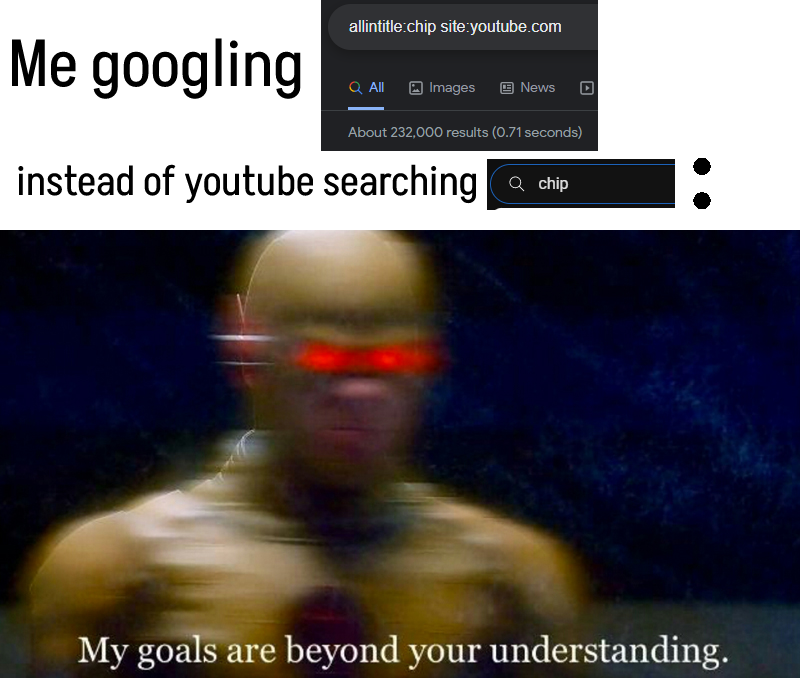 Me googling
allintitle:chip site:youtube.com
All Images News
About 232,000 results (0.71 seconds)
instead of youtube searching chip :
My goals are beyond your understanding.